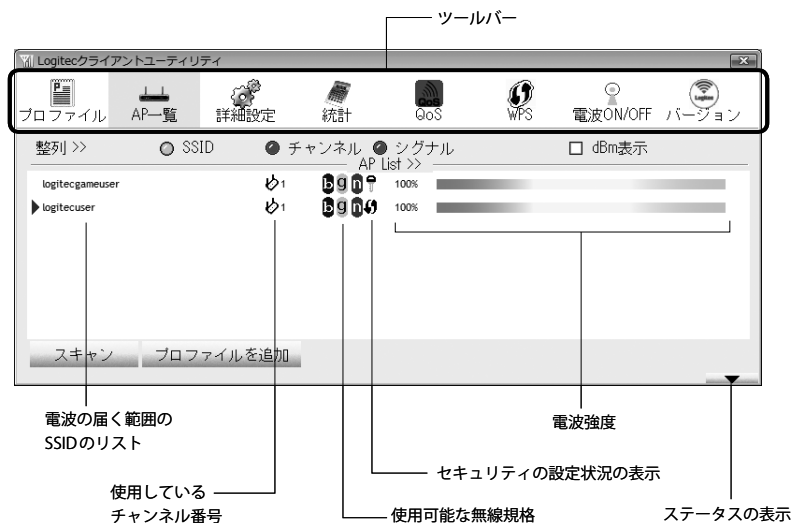 ツールバー
Logitecクライアントユーティリティ
プロファイル AP一覧 詳細設定 統計 QoS WPS 電波ON/OFF バージョン
整列 >> SSID チャンネル シグナル dBm表示
AP List >>
logitecgameuser 1 b g n 100%
logitecuser 1 b g n 100%
スキャン プロファイルを追加
電波の届く範囲の
SSIDのリスト
電波強度
セキュリティの設定状況の表示
使用している
チャンネル番号
使用可能な無線規格
ステータスの表示